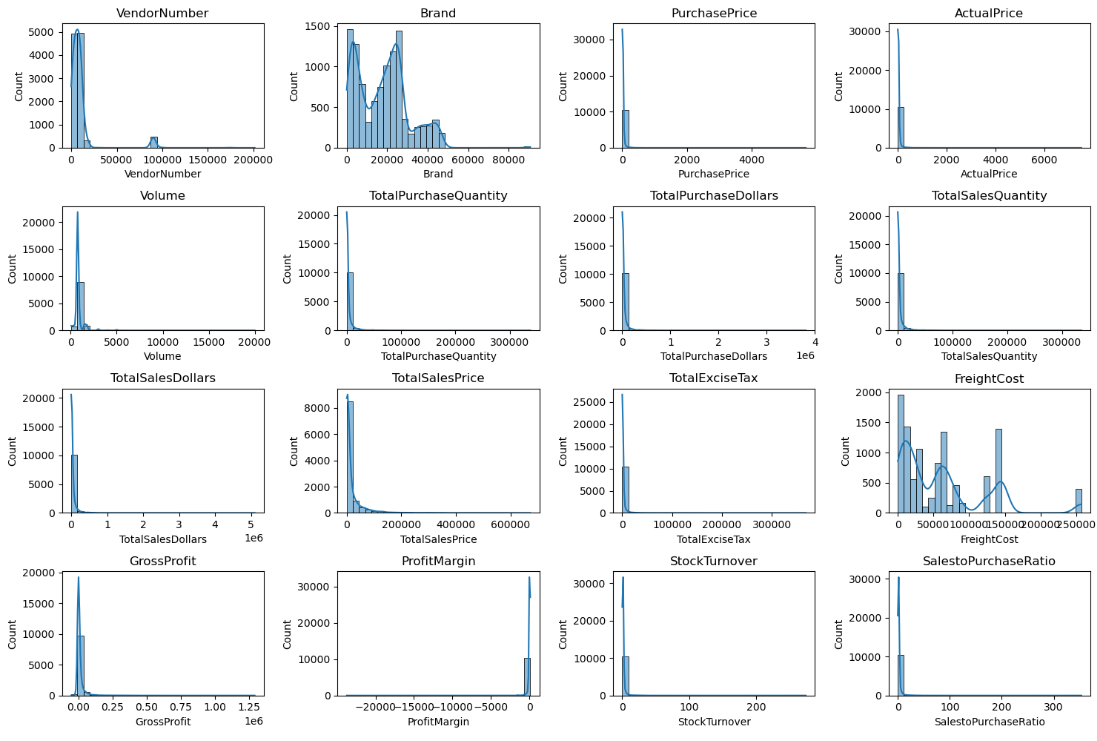 VendorNumber Brand PurchasePrice ActualPrice
Count 5000 4000 3000 2000 1000 0
0 50000 100000 150000 200000
VendorNumber
Count 1500 1000 500 0
0 20000 40000 60000 80000
Brand
Count 30000 20000 10000 0
0 2000 4000
PurchasePrice
Count 30000 20000 10000 0
0 2000 4000 6000
ActualPrice
Volume TotalPurchaseQuantity TotalPurchaseDollars TotalSalesQuantity
Count 20000 15000 10000 5000 0
0 5000 10000 15000 20000
Volume
Count 20000 15000 10000 5000 0
0 100000 200000 300000
TotalPurchaseQuantity
Count 20000 15000 10000 5000 0
0 1 2 3 4
1e6
TotalPurchaseDollars
Count 20000 15000 10000 5000 0
0 100000 200000 300000
TotalSalesQuantity
TotalSalesDollars TotalSalesPrice TotalExciseTax FreightCost
Count 20000 15000 10000 5000 0
0 1 2 3 4 5
1e6
TotalSalesDollars
Count 8000 6000 4000 2000 0
0 200000 400000 600000
TotalSalesPrice
Count 25000 20000 15000 10000 5000 0
0 100000 200000 300000
TotalExciseTax
Count 2000 1500 1000 500 0
0 50000 100000 150000 200000 250000
FreightCost
GrossProfit ProfitMargin StockTurnover SalestoPurchaseRatio
Count 20000 15000 10000 5000 0
0.00 0.25 0.50 0.75 1.00 1.25
1e6
GrossProfit
Count 30000 20000 10000 0
−20000 −15000 −10000 −5000 0
ProfitMargin
Count 30000 20000 10000 0
0 100 200
StockTurnover
Count 30000 20000 10000 0
0 100 200 300
SalestoPurchaseRatio